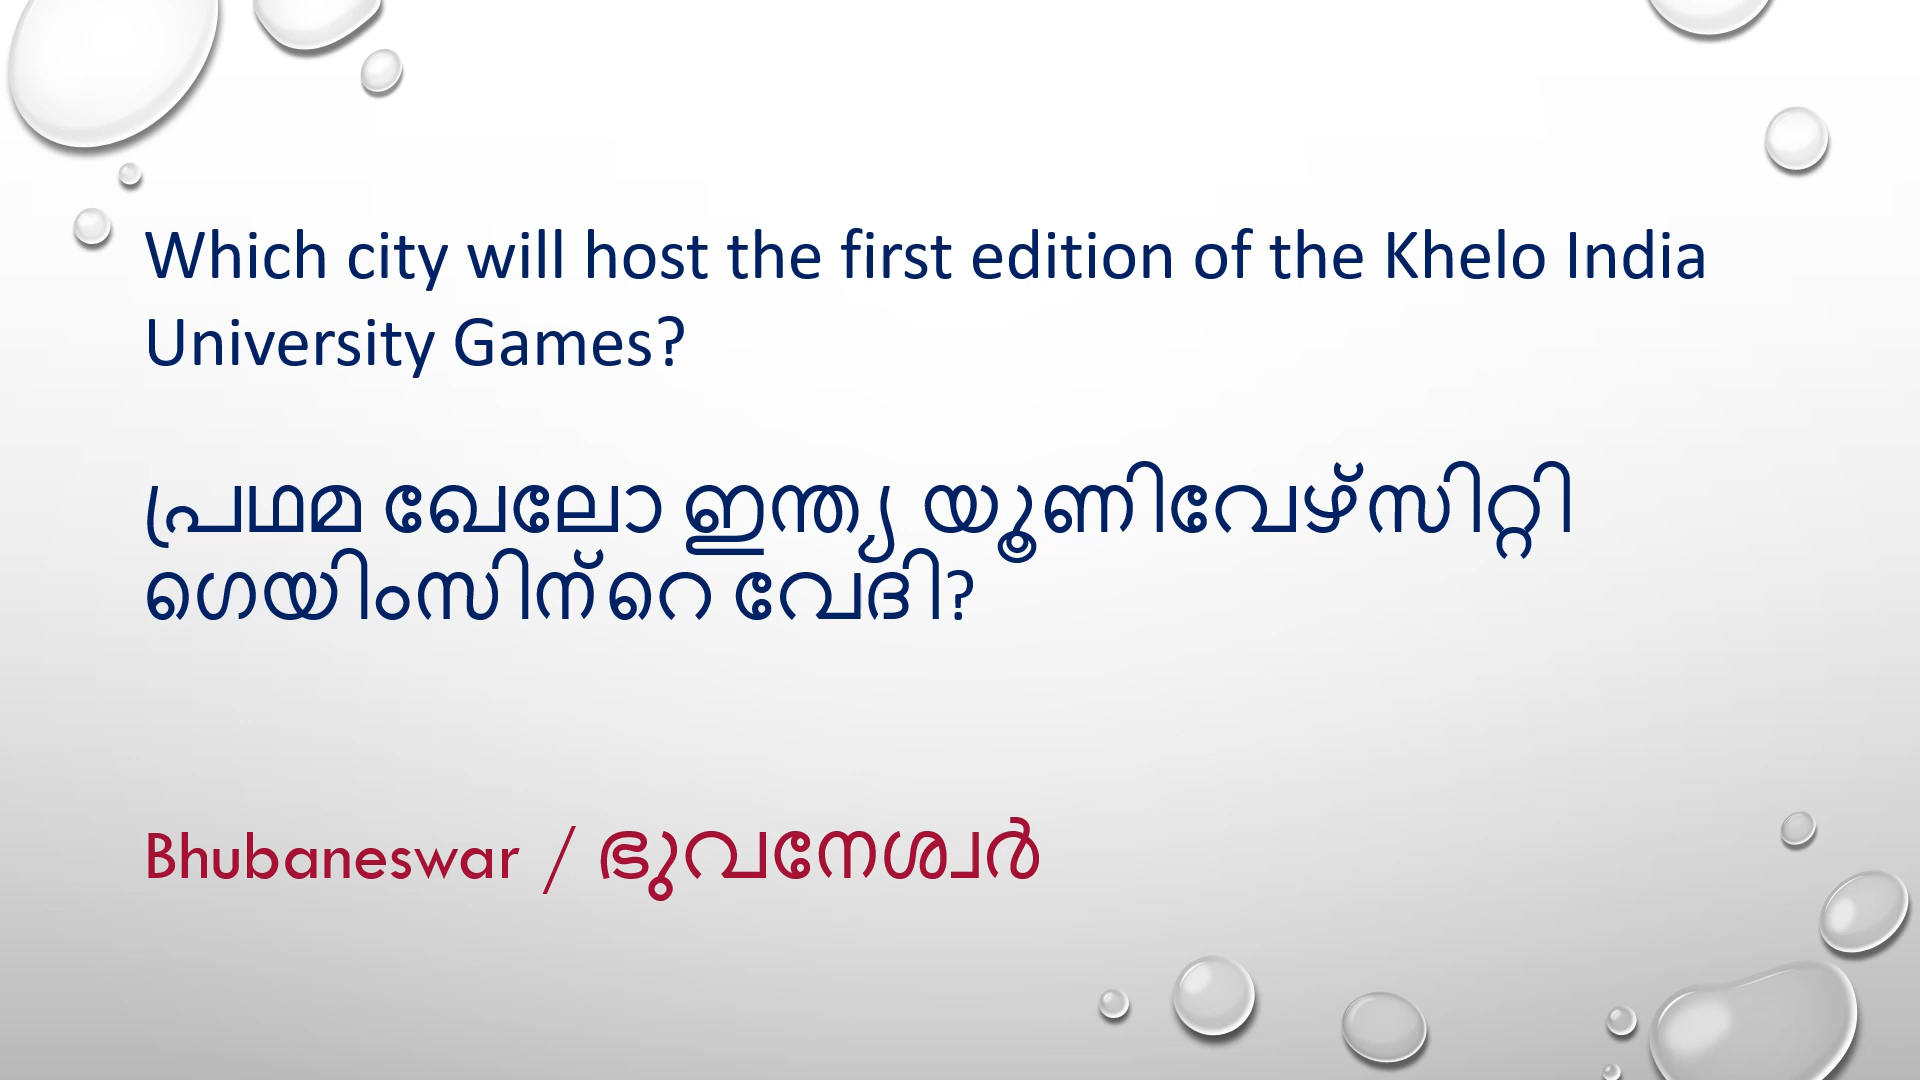 Which city will host the first edition of the Khelo India
University Games?
പ്രഥമ ഖേലോ ഇന്ത്യ യൂണിവേഴ്സിറ്റി
ഗെയിംസിന്‌റെ വേദി?
Bhubaneswar / ഭുവനേശ്വർ